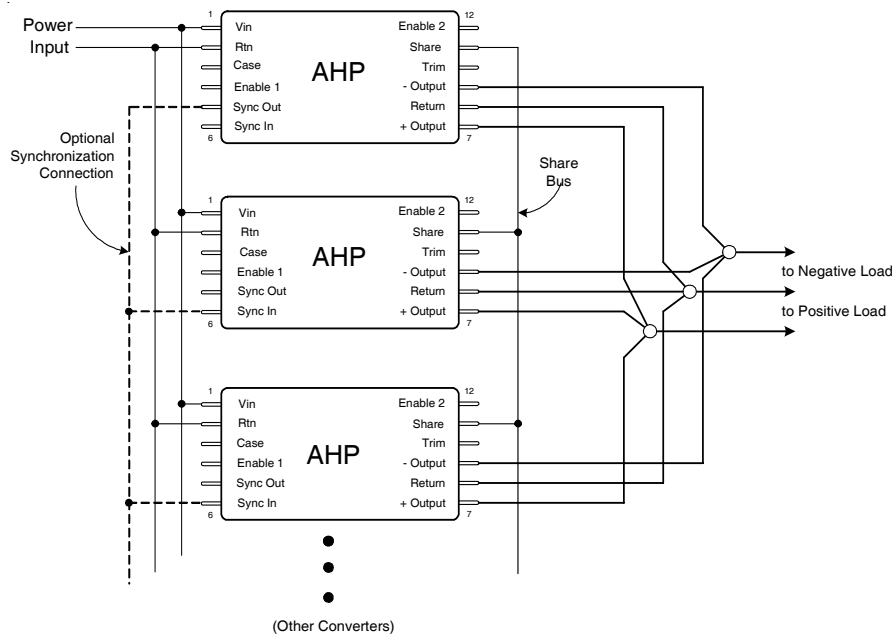 Power
Input
Optional
Synchronization
Connection
1
Vin
Rtn
Case
Enable 1
Sync Out
Sync In
6
AHP
12
Enable 2
Share
Trim
- Output
Return
+ Output
7
Share
Bus
1
Vin
Rtn
Case
Enable 1
Sync Out
Sync In
6
AHP
12
Enable 2
Share
Trim
- Output
Return
+ Output
7
to Negative Load
to Positive Load
1
Vin
Rtn
Case
Enable 1
Sync Out
Sync In
6
AHP
12
Enable 2
Share
Trim
- Output
Return
+ Output
7
(Other Converters)